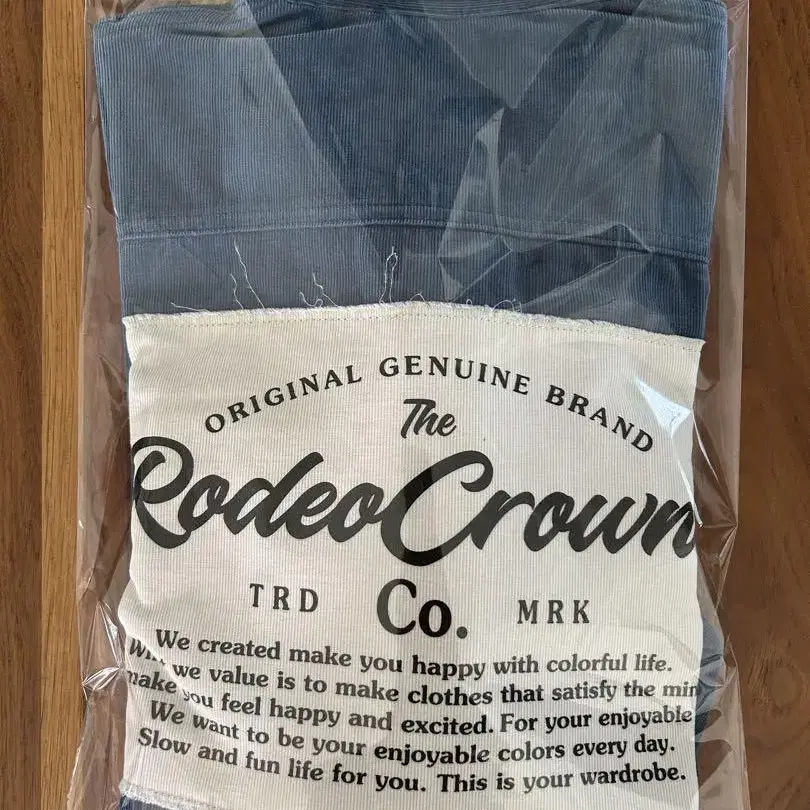 ORIGINAL GENUINE BRAND
The
RodeoCrown
TRD Co. MRK
We created make you happy with colorful life.
we value is to make clothes that satisfy the
make you feel happy and excited. For your enjoyable
We want to be your enjoyable colors every day.
Slow and fun life for you. This is your wardrobe.